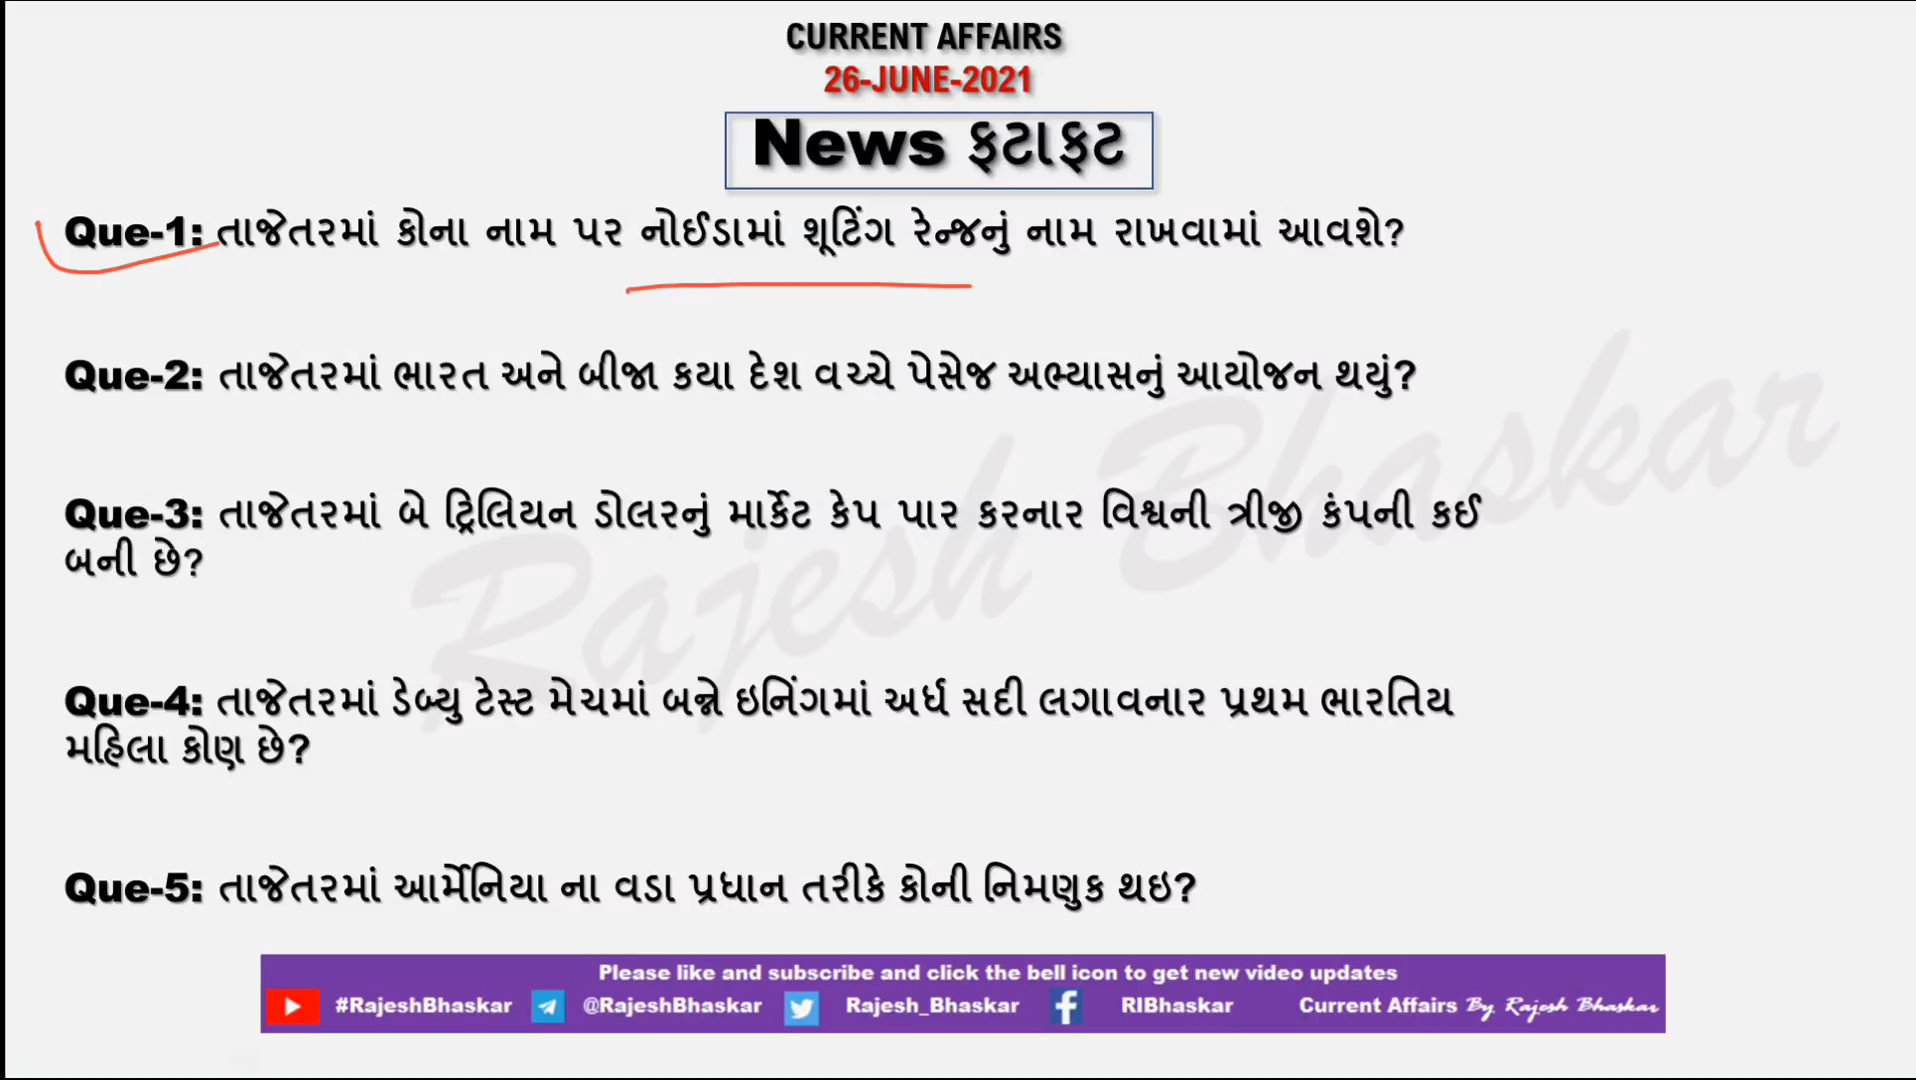 CURRENT AFFAIRS
26-JUNE-2021
News ફટાફટ
Que-1: તાજેતરમાં કોના નામ પર નોઈડામાં શૂટિંગ રેન્જનું નામ રાખવામાં આવશે?
Que-2: તાજેતરમાં ભારત અને બીજા કયા દેશ વચ્ચે પેસેજ અભ્યાસનું આયોજન થયું?
Que-3: તાજેતરમાં બે ટ્રિલિયન ડોલરનું માર્કેટ કેપ પાર કરનાર વિશ્વની ત્રીજી કંપની કઈ
બની છે?
Que-4: તાજેતરમાં ડેબ્યુ ટેસ્ટ મેચમાં બન્ને ઇનિંગમાં અર્ધ સદી લગાવનાર પ્રથમ ભારતિય
મહિલા કોણ છે?
Que-5: તાજેતરમાં આર્મેનિયા ના વડા પ્રધાન તરીકે કોની નિમણુક થઇ?
Rajesh Bhaskar
Please like and subscribe and click the bell icon to get new video updates
#RajeshBhaskar @RajeshBhaskar Rajesh_Bhaskar RIBhaskar Current Affairs By Rajesh Bhaskar